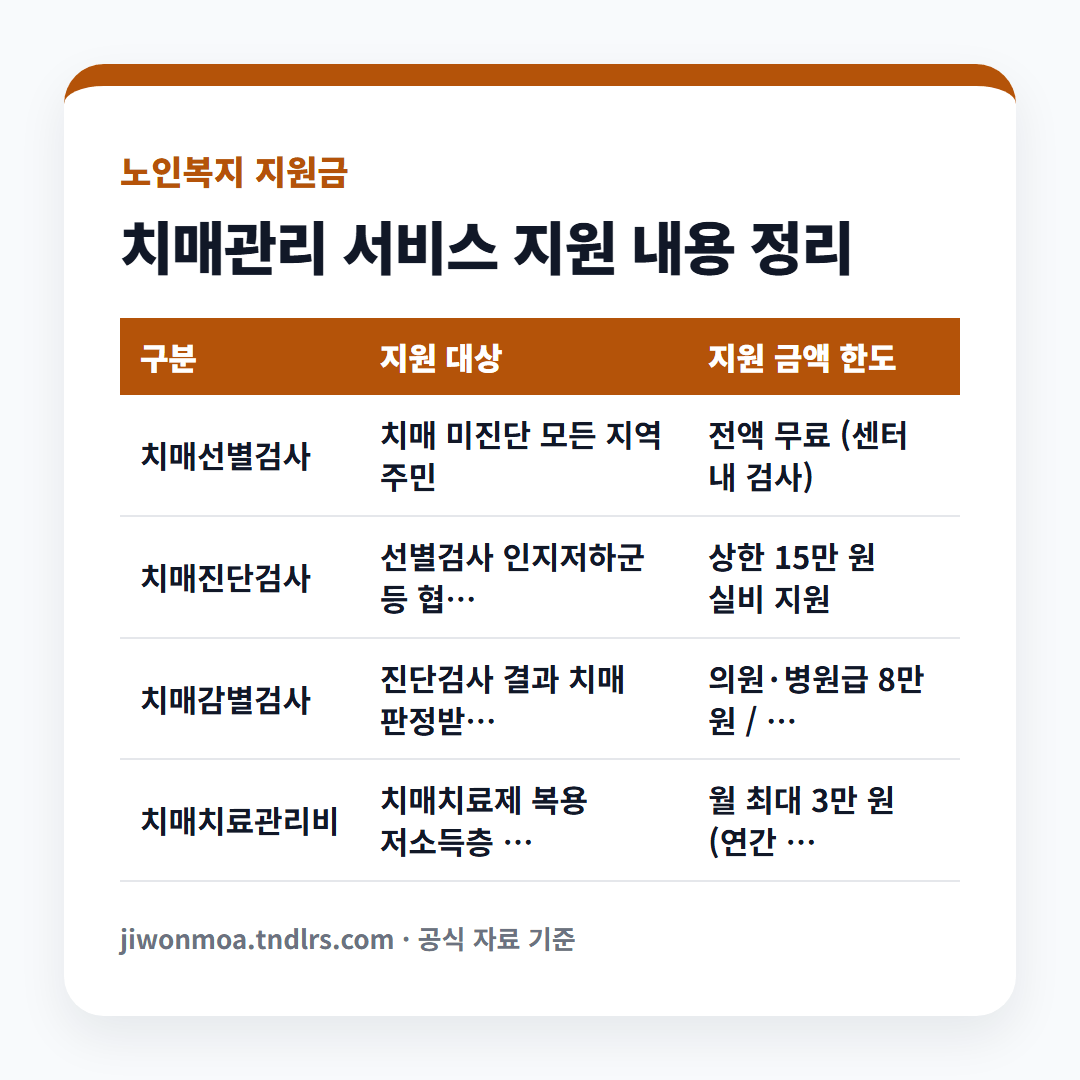 노인복지 지원금
치매관리 서비스 지원 내용 정리
구분 지원 대상 지원 금액 한도
치매선별검사
치매 미진단 모든 지역
주민
전액 무료 (센터
내 검사)
치매진단검사
선별검사 인지저하군
등 협…
상한 15만 원
실비 지원
치매감별검사
진단검사 결과 치매
판정받…
의원·병원급 8만
원 / …
치매치료관리비
치매치료제 복용
저소득층 …
월 최대 3만 원
(연간 …
jiwonmoa.tndlrs.com · 공식 자료 기준